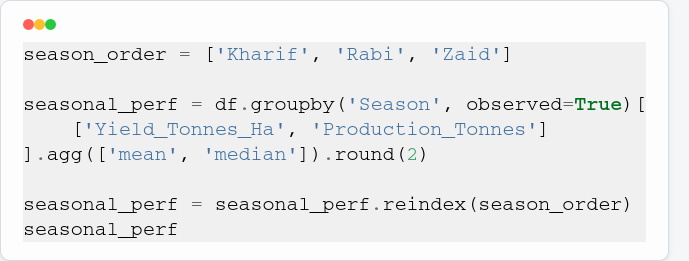 season_order = ['Kharif', 'Rabi', 'Zaid']
seasonal_perf = df.groupby('Season', observed=True)[
    ['Yield_Tonnes_Ha', 'Production_Tonnes']
].agg(['mean', 'median']).round(2)
seasonal_perf = seasonal_perf.reindex(season_order)
seasonal_perf